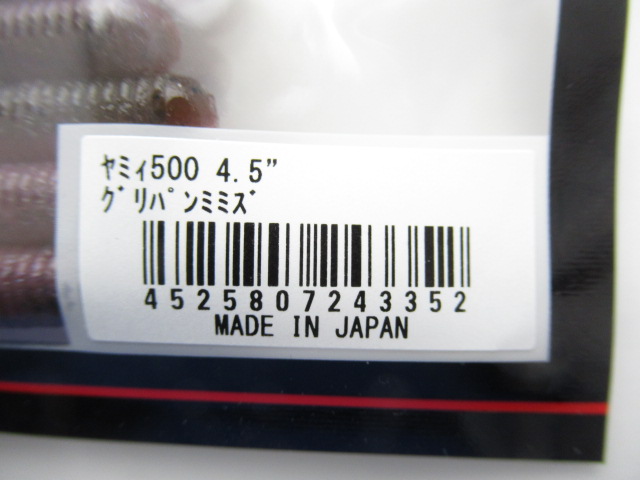 ﾔﾐｨ500 4.5”
ｸﾞﾘﾊﾟﾝﾐﾐｽﾞ
4525807243352
MADE IN JAPAN